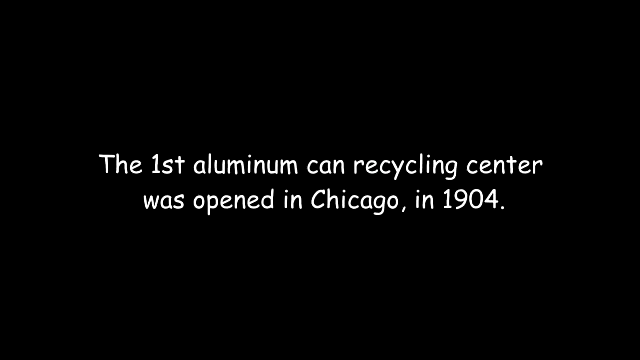 The 1st aluminum can recycling center
was opened in Chicago, in 1904.